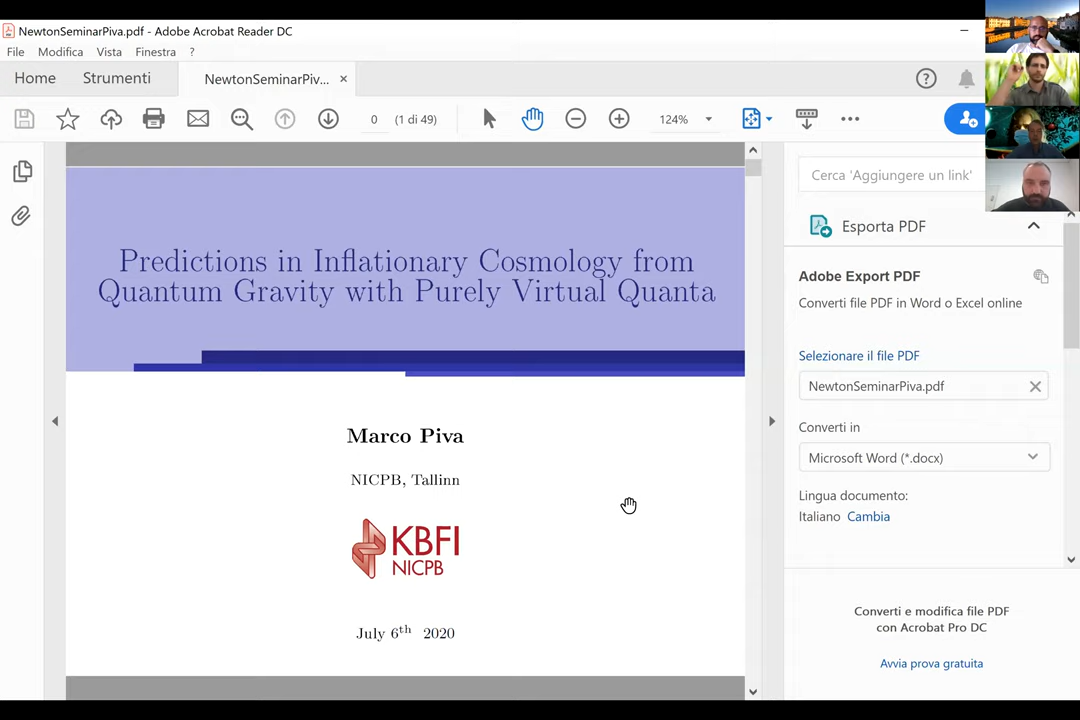 NewtonSeminarPiva.pdf - Adobe Acrobat Reader DC
File Modifica Vista Finestra ?
Home Strumenti NewtonSeminarPiv... ×
0 (1 di 49) 124%
Predictions in Inflationary Cosmology from
Quantum Gravity with Purely Virtual Quanta
Marco Piva
NICPB, Tallinn
KBFI
NICPB
July 6th 2020
Cerca 'Aggiungere un link'
Esporta PDF
Adobe Export PDF
Converti file PDF in Word o Excel online
Selezionare il file PDF
NewtonSeminarPiva.pdf
Converti in
Microsoft Word (*.docx)
Lingua documento:
Italiano Cambia
Converti e modifica file PDF
con Acrobat Pro DC
Avvia prova gratuita